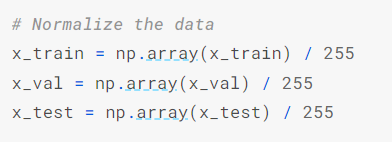 # Normalize the data
x_train = np.array(x_train) / 255
x_val = np.array(x_val) / 255
x_test = np.array(x_test) / 255